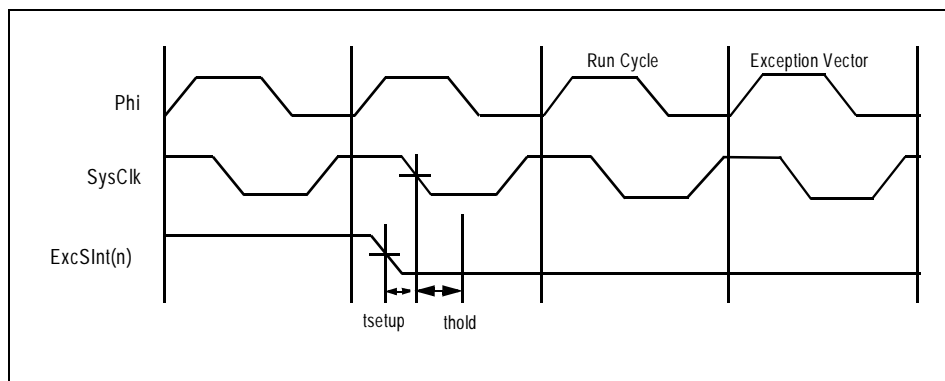 Run Cycle
Exception Vector
Phi
SysClk
ExcSInt(n)
tsetup
thold